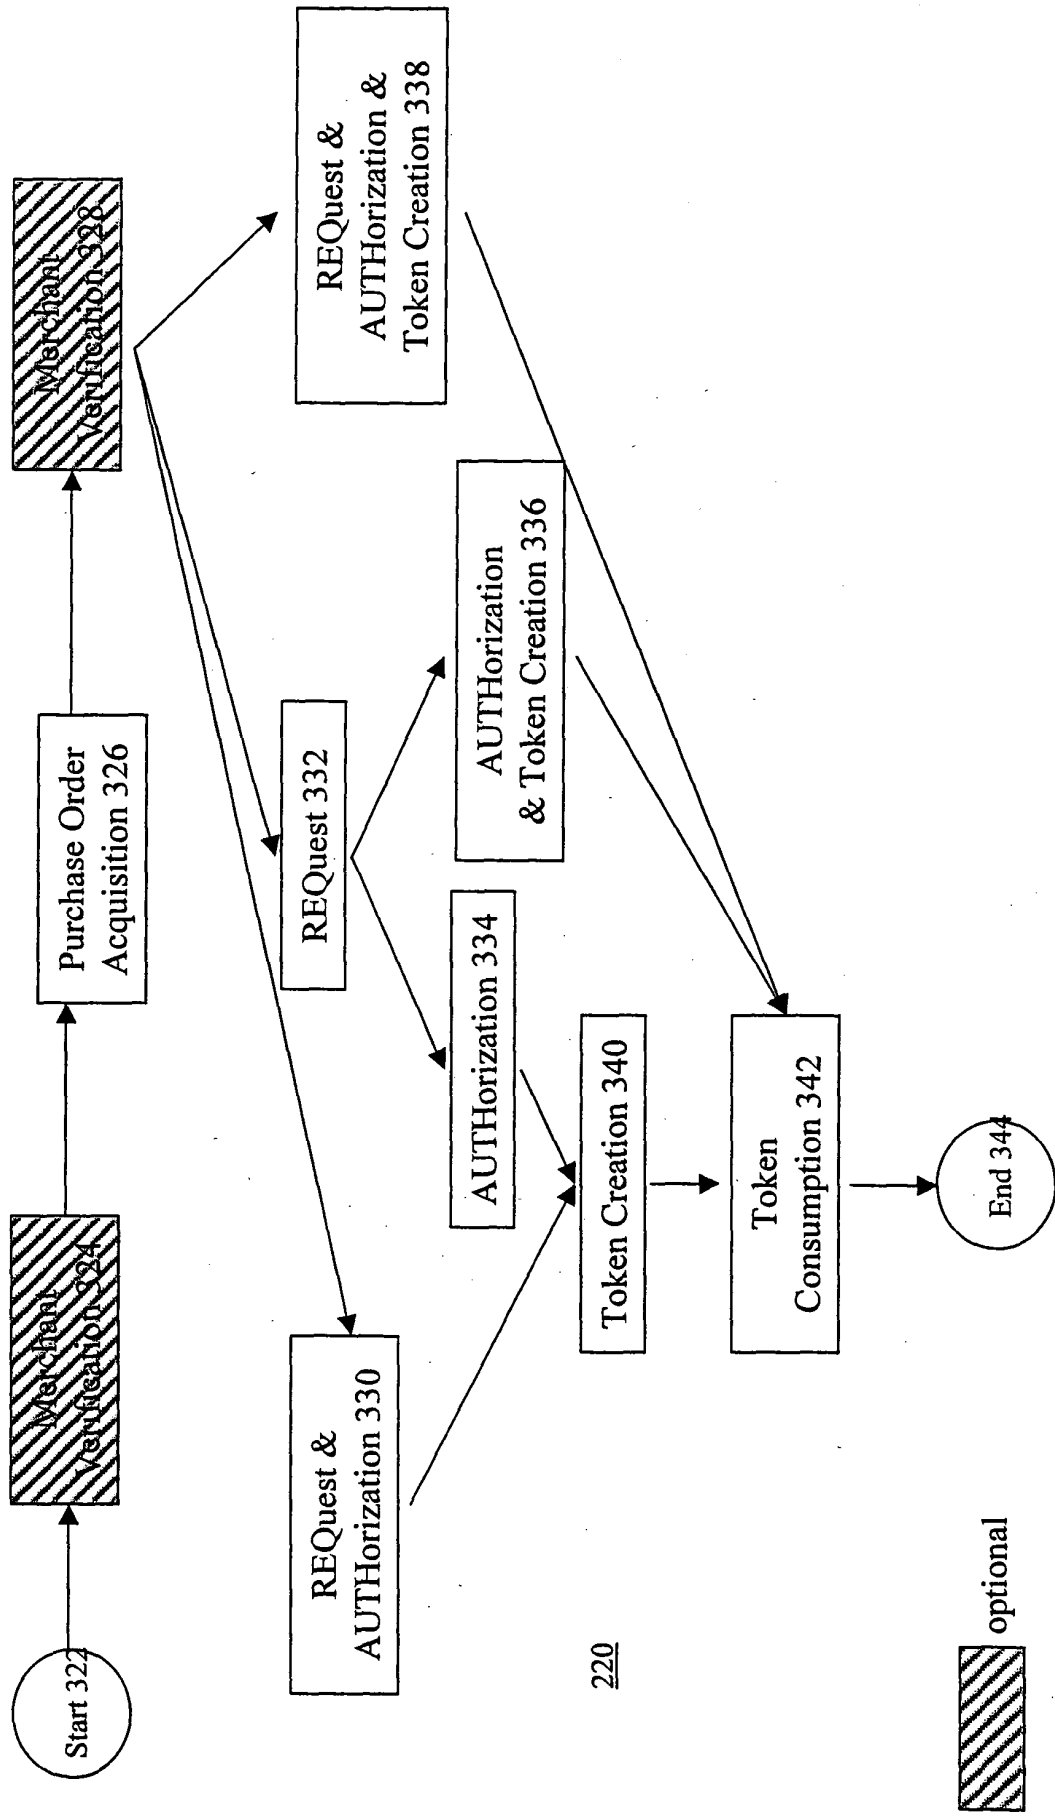 Start 322
Merchant
Verification 324
Purchase Order
Acquisition 326
Merchant
Verification 328
REQuest &
AUTHorization 330
REQuest 332
REQuest &
AUTHorization &
Token Creation 338
AUTHorization 334
AUTHorization
& Token Creation 336
Token Creation 340
Token
Consumption 342
End 344
220
optional